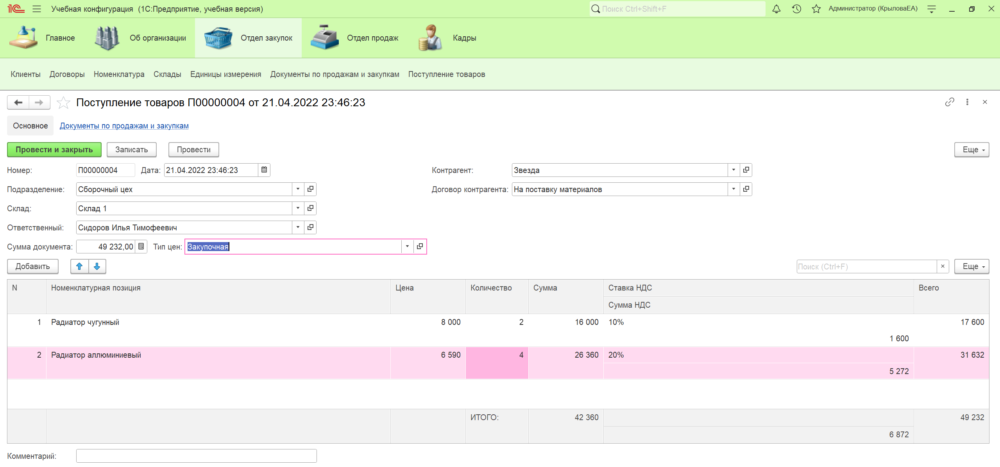 1С Учебная конфигурация (1С:Предприятие, учебная версия) Поиск Ctrl+Shift+F Администратор (КрыловаЕА)
Главное Об организации Отдел закупок Отдел продаж Кадры
Клиенты Договоры Номенклатура Склады Единицы измерения Документы по продажам и закупкам Поступление товаров
Поступление товаров П00000004 от 21.04.2022 23:46:23
Основное Документы по продажам и закупкам
Провести и закрыть Записать Провести Еще
Номер: П00000004 Дата: 21.04.2022 23:46:23 Контрагент: Звезда
Подразделение: Сборочный цех Договор контрагента: На поставку материалов
Склад: Склад 1
Ответственный: Сидоров Илья Тимофеевич
Сумма документа: 49 232,00 Тип цен: Закупочная
Добавить Поиск (Ctrl+F) × Еще
N Номенклатурная позиция Цена Количество Сумма Ставка НДС Всего
Сумма НДС
1 Радиатор чугунный 8 000 2 16 000 10% 17 600
1 600
2 Радиатор аллюминиевый 6 590 4 26 360 20% 31 632
5 272
ИТОГО: 42 360 49 232
6 872
Комментарий: